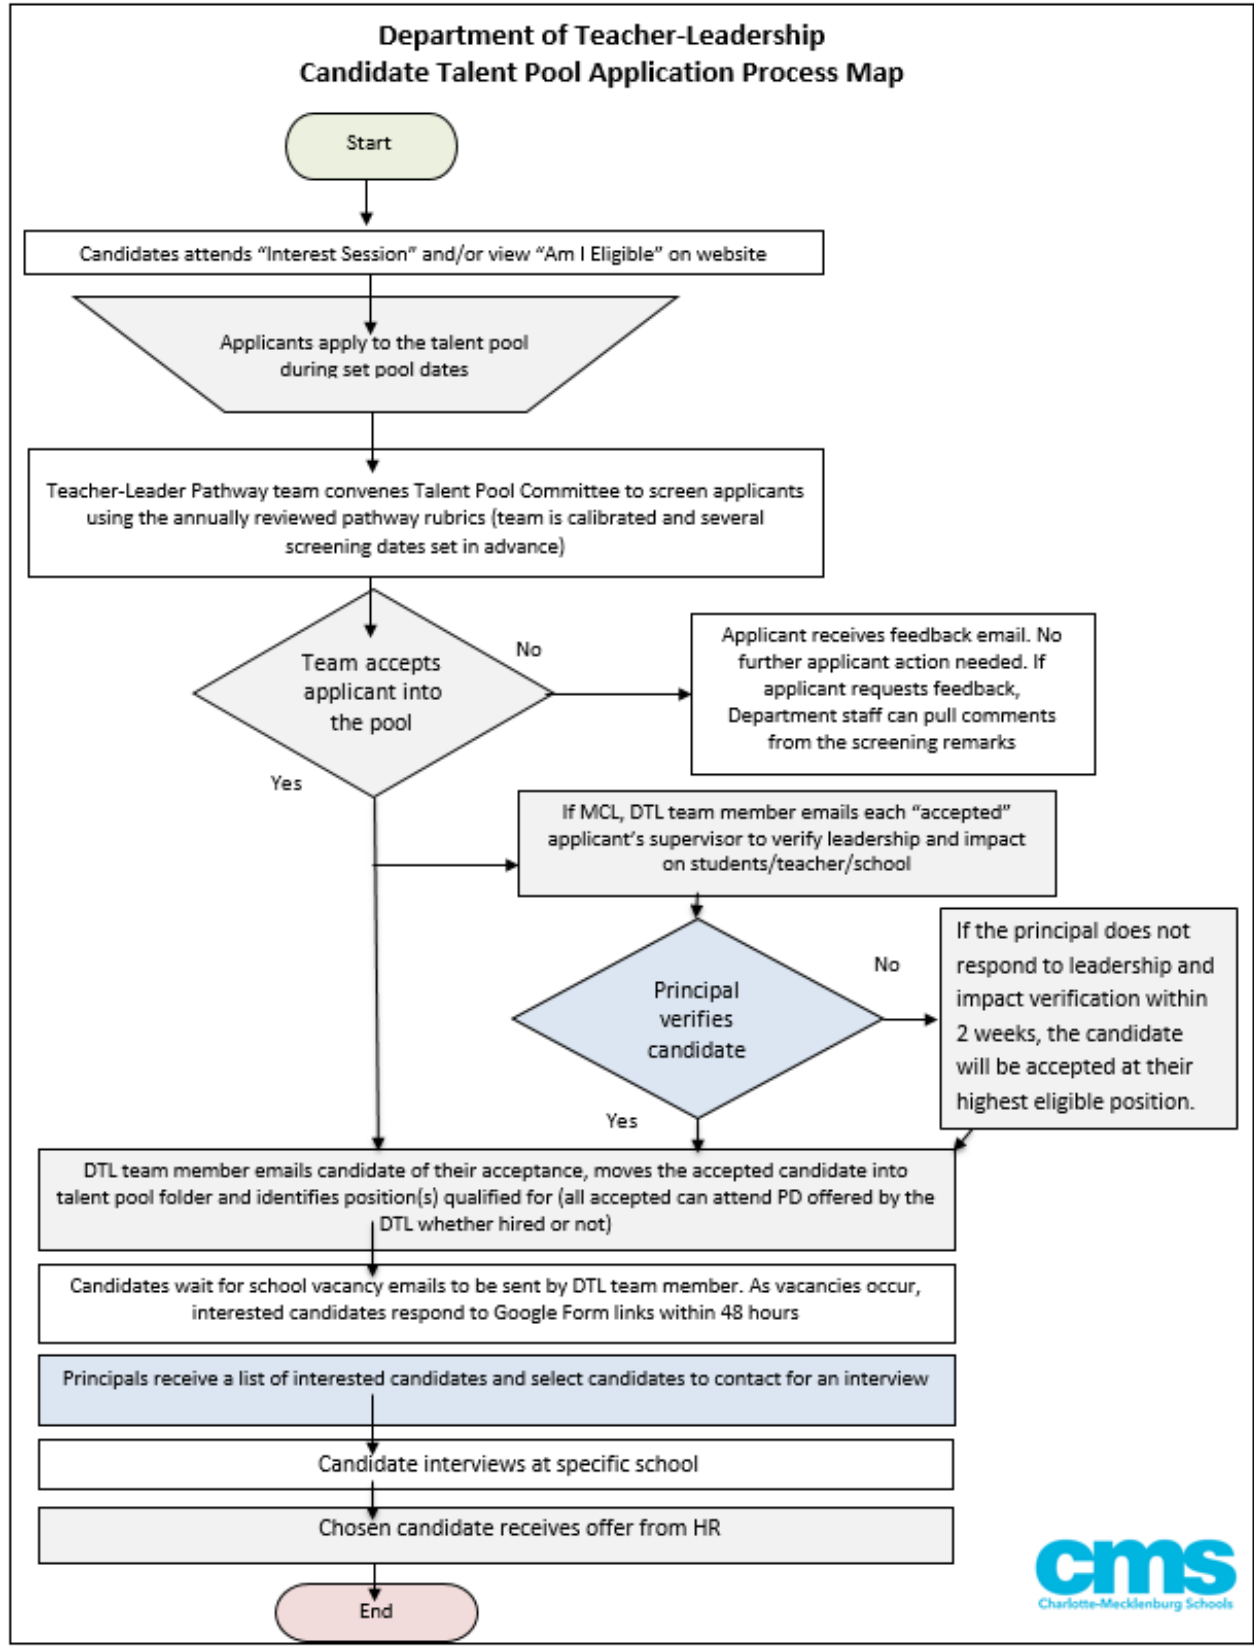 Department of Teacher-Leadership
Candidate Talent Pool Application Process Map
Start
Candidates attends “Interest Session” and/or view “Am I Eligible” on website
Applicants apply to the talent pool
during set pool dates
Teacher-Leader Pathway team convenes Talent Pool Committee to screen applicants
using the annually reviewed pathway rubrics (team is calibrated and several
screening dates set in advance)
Team accepts
applicant into
the pool
No
Applicant receives feedback email. No
further applicant action needed. If
applicant requests feedback,
Department staff can pull comments
from the screening remarks
Yes
If MCL, DTL team member emails each “accepted”
applicant’s supervisor to verify leadership and impact
on students/teacher/school
Principal
verifies
candidate
No
If the principal does not
respond to leadership and
impact verification within
2 weeks, the candidate
will be accepted at their
highest eligible position.
Yes
DTL team member emails candidate of their acceptance, moves the accepted candidate into
talent pool folder and identifies position(s) qualified for (all accepted can attend PD offered by the
DTL whether hired or not)
Candidates wait for school vacancy emails to be sent by DTL team member. As vacancies occur,
interested candidates respond to Google Form links within 48 hours
Principals receive a list of interested candidates and select candidates to contact for an interview
Candidate interviews at specific school
Chosen candidate receives offer from HR
End
cms
Charlotte-Mecklenburg Schools